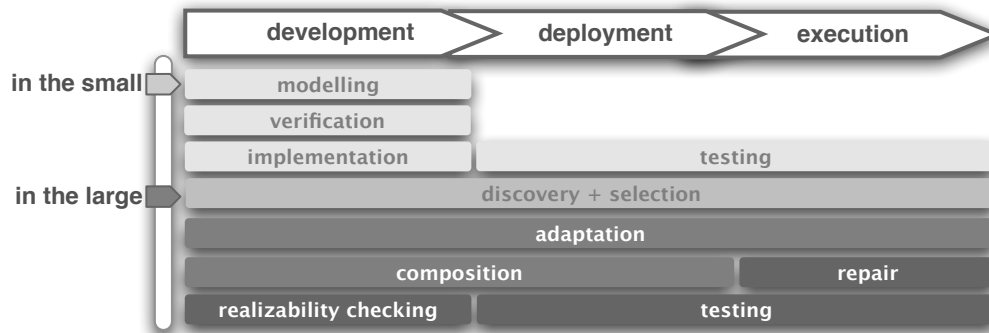 development deployment execution
in the small modelling
verification
implementation testing
in the large discovery + selection
adaptation
composition repair
realizability checking testing